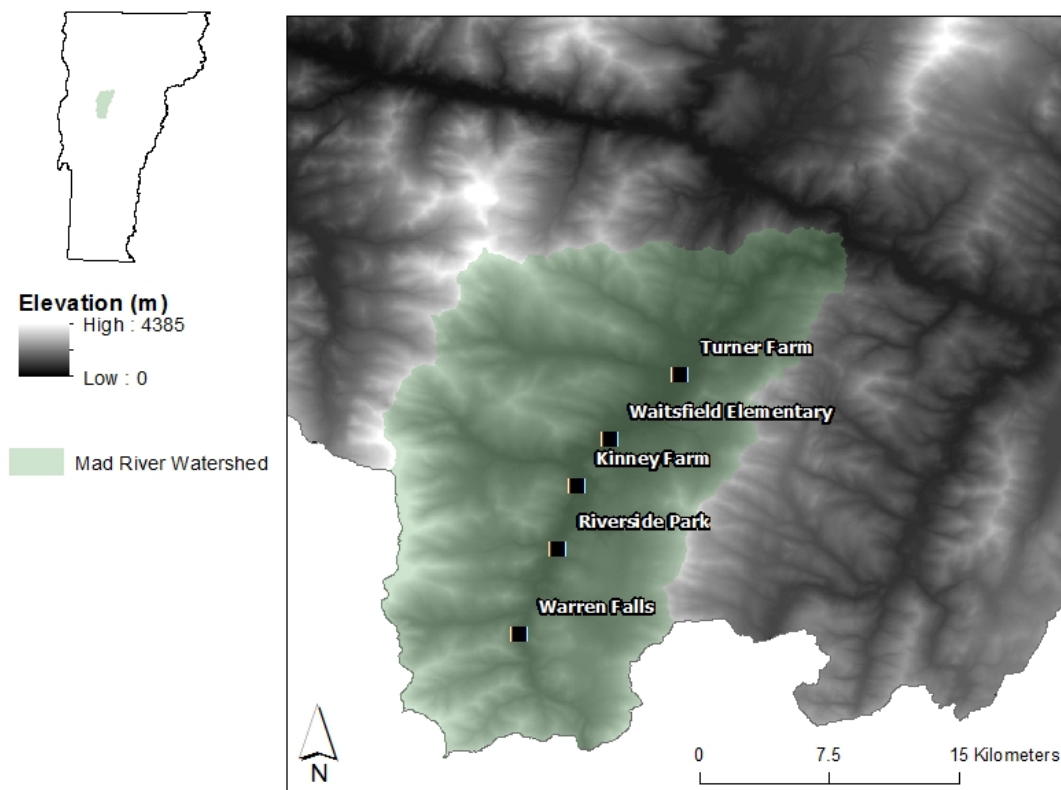 Elevation (m)
High : 4385
Low : 0
Mad River Watershed
Turner Farm
Waitsfield Elementary
Kinney Farm
Riverside Park
Warren Falls
N
0 7.5 15 Kilometers